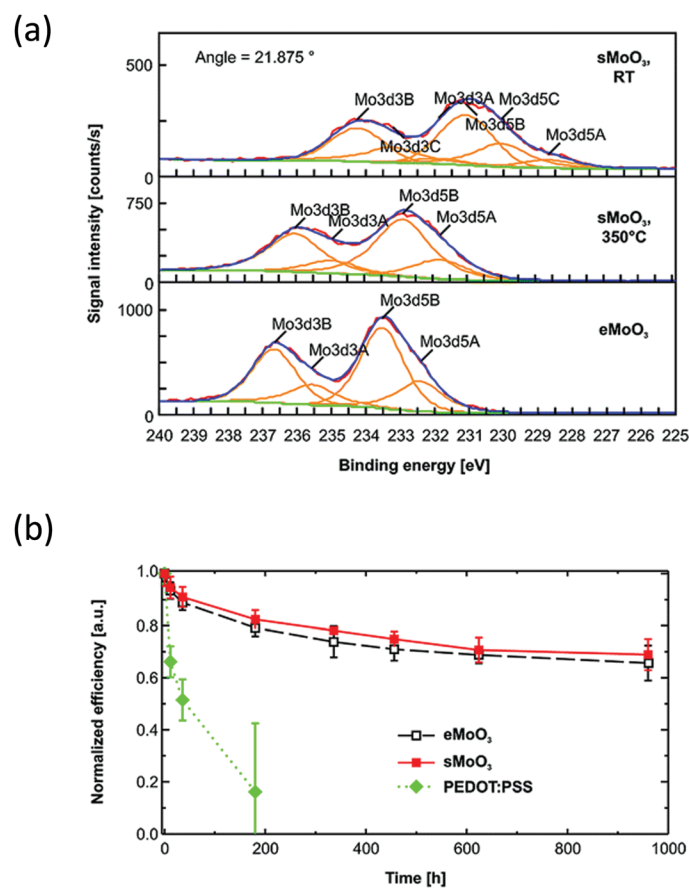 (a)
Angle = 21.875 °
sMoO₃,
RT
500
0
Mo3d3B
Mo3d3A
Mo3d5C
Mo3d5B
Mo3d3C
Mo3d5A
750
0
Mo3d3B
Mo3d3A
Mo3d5B
Mo3d5A
sMoO₃,
350°C
1000
0
Mo3d3B
Mo3d3A
Mo3d5B
Mo3d5A
eMoO₃
Signal intensity [counts/s]
240 239 238 237 236 235 234 233 232 231 230 229 228 227 226 225
Binding energy [eV]
(b)
1.0
0.8
0.6
0.4
0.2
0.0
Normalized efficiency [a.u.]
eMoO₃
sMoO₃
PEDOT:PSS
0 200 400 600 800 1000
Time [h]